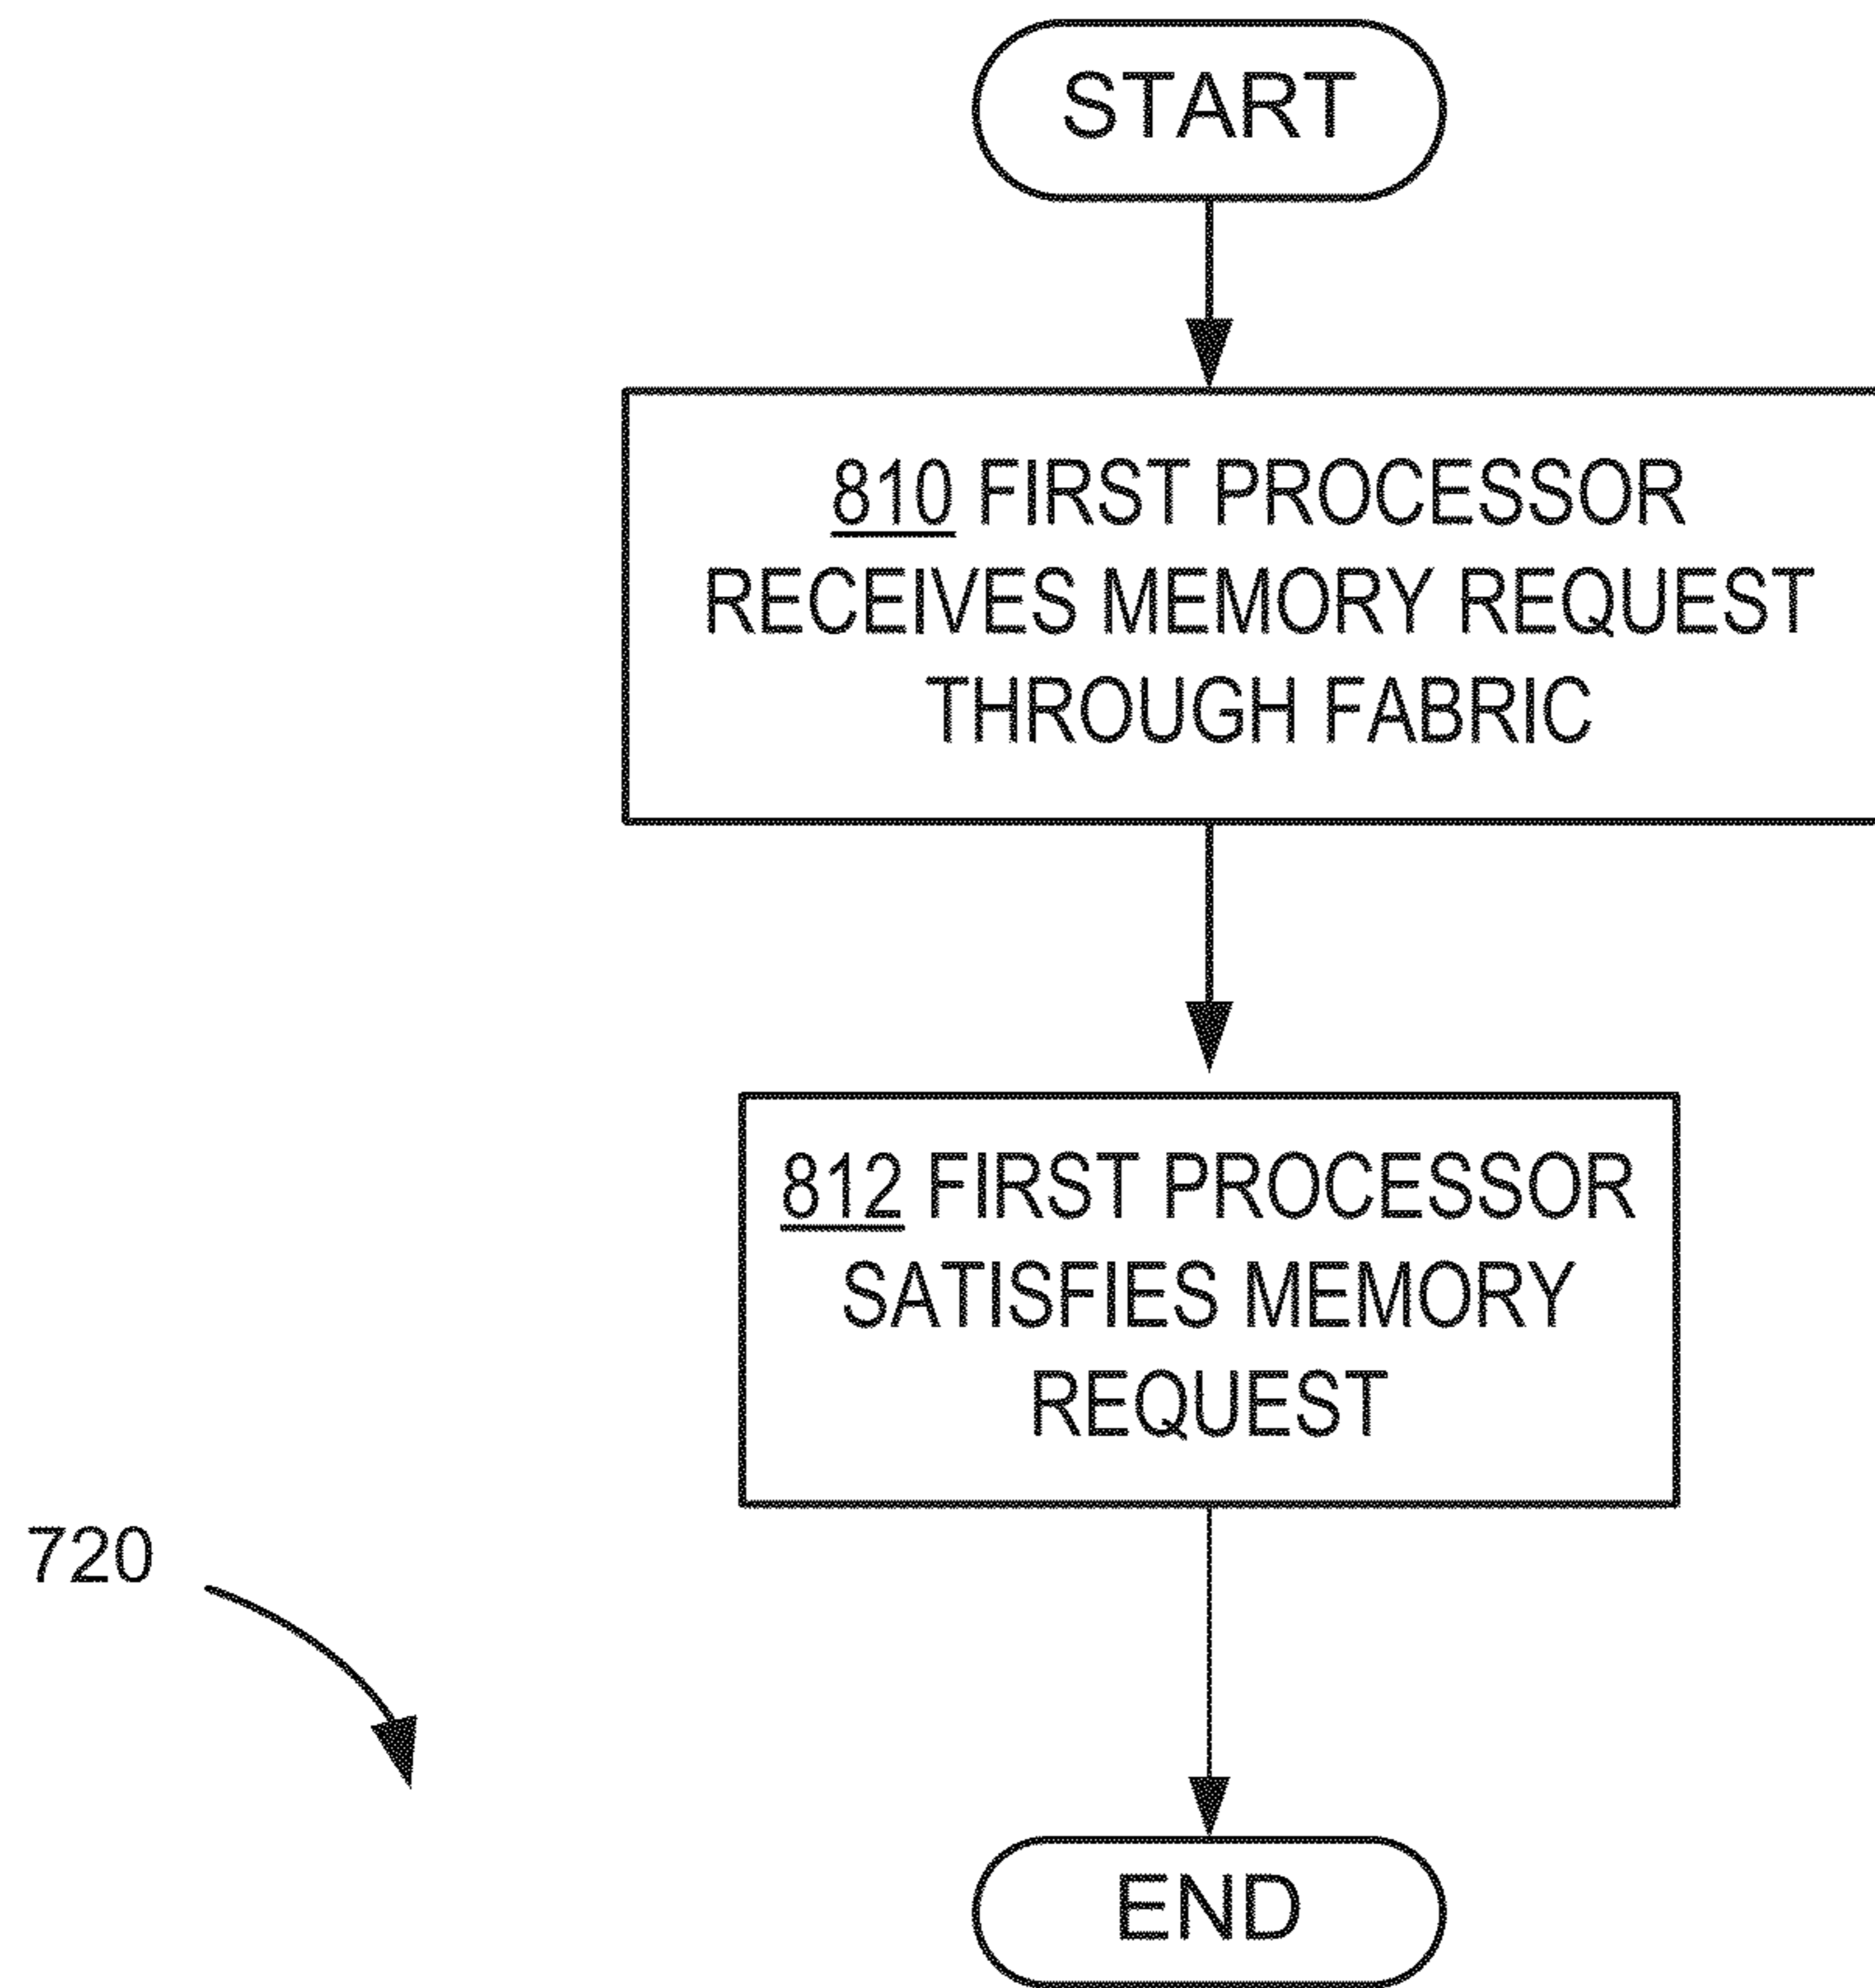 START
810 FIRST PROCESSOR
RECEIVES MEMORY REQUEST
THROUGH FABRIC
812 FIRST PROCESSOR
SATISFIES MEMORY
REQUEST
720
END